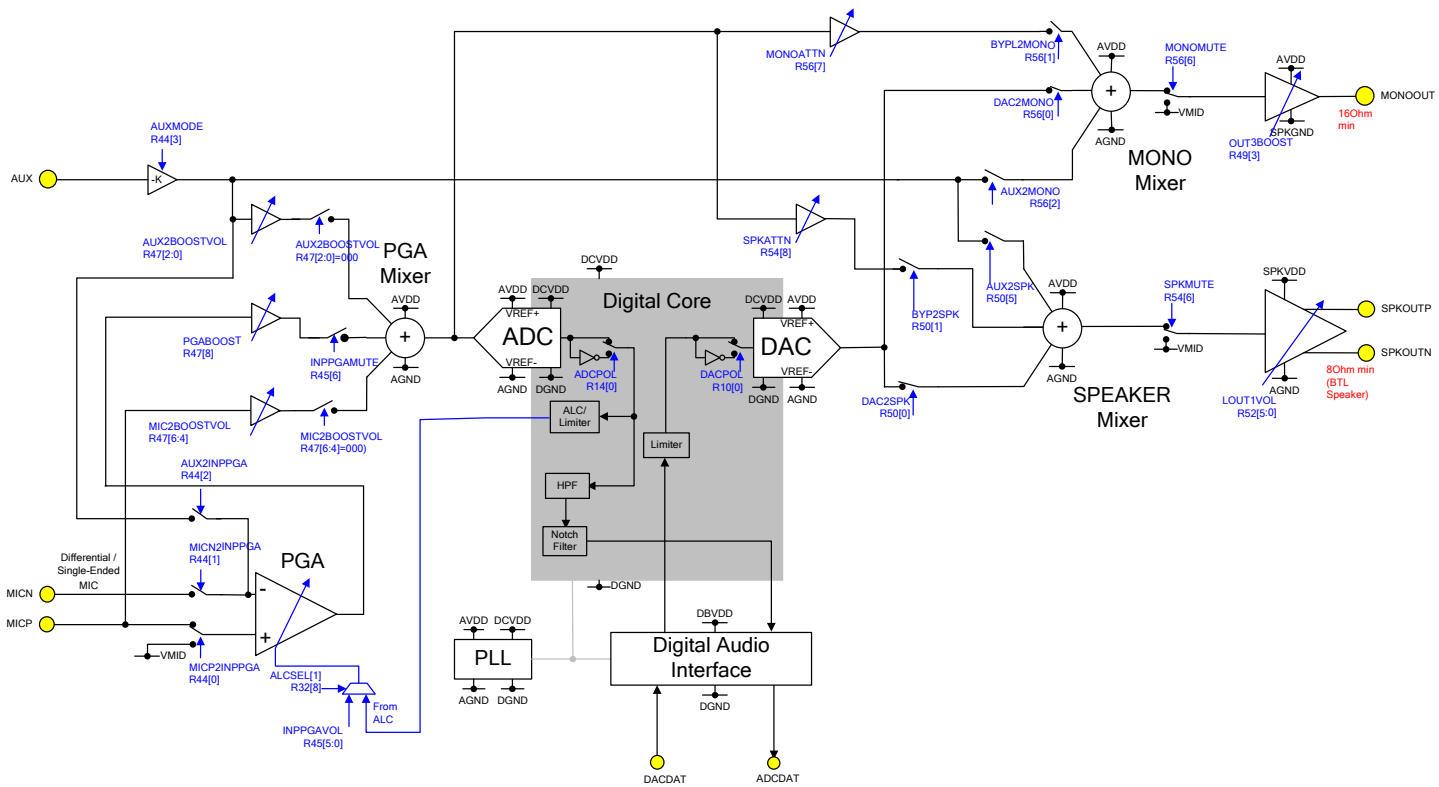 MONOATTN
R56[7]
BYPL2MONO
R56[1]
AVDD
MONOMUTE
R56[6]
AVDD
DAC2MONO
R56[0]
+
VMID
MONOOUT
16Ohm
min
SPKGND
OUT3BOOST
R49[3]
AGND
MONO
Mixer
AUXMODE
R44[3]
AUX
-K
AUX2MONO
R56[2]
AUX2BOOSTVOL
R47[2:0]
AUX2BOOSTVOL
R47[2:0]=000
PGA
Mixer
SPKATTN
R54[8]
AUX2SPK
R50[5]
BYP2SPK
R50[1]
AVDD
SPKMUTE
R54[6]
SPKVDD
DCVDD
Digital Core
AVDD
AVDD
DCVDD
VREF+
ADC
VREF-
AGND
DGND
DCVDD
AVDD
VREF+
DAC
VREF-
DGND
AGND
PGABOOST
R47[8]
INPPGAMUTE
R45[6]
+
AGND
ADCPOL
R14[0]
DACPOL
R10[0]
+
VMID
AGND
SPKOUTP
SPKOUTN
8Ohm min
(BTL
Speaker)
AGND
LOUT1VOL
R52[5:0]
DAC2SPK
R50[0]
SPEAKER
Mixer
MIC2BOOSTVOL
R47[6:4]
MIC2BOOSTVOL
R47[6:4]=000)
ALC/
Limiter
Limiter
HPF
Notch
Filter
AUX2INPPGA
R44[2]
Differential /
Single-Ended
MIC
MICN2INPPGA
R44[1]
PGA
MICN
-
MICP
+
VMID
MICP2INPPGA
R44[0]
ALCSEL[1]
R32[8]
From
ALC
INPPGAVOL
R45[5:0]
DGND
AVDD
DCVDD
PLL
AGND
DGND
DBVDD
Digital Audio
Interface
DGND
DACDAT
ADCDAT